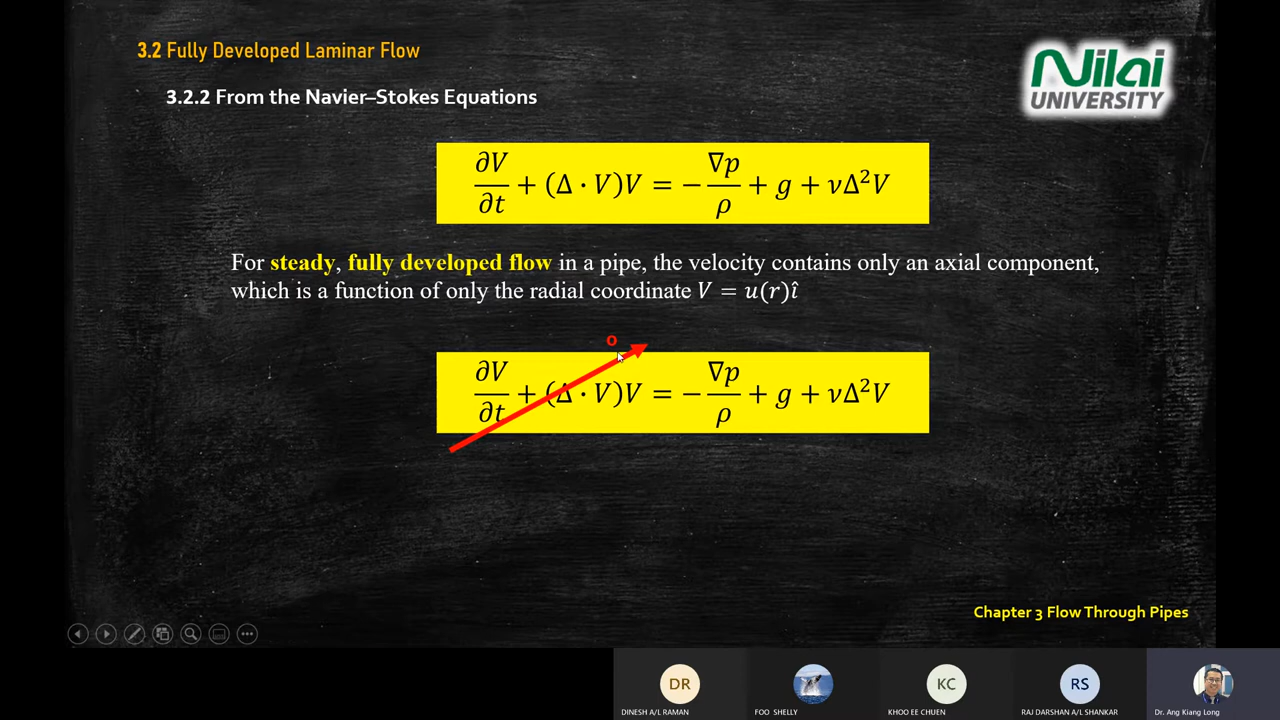 3.2 Fully Developed Laminar Flow
Nilai
UNIVERSITY
3.2.2 From the Navier–Stokes Equations
∂V/∂t + (Δ · V)V = −∇p/ρ + g + νΔ²V
For steady, fully developed flow in a pipe, the velocity contains only an axial component,
which is a function of only the radial coordinate V = u(r)î
0
∂V/∂t + (Δ · V)V = −∇p/ρ + g + νΔ²V
Chapter 3 Flow Through Pipes
DR
KC
RS
DINESH A/L RAMAN
FOO SHELLY
KHOO EE CHUEN
RAJ DARSHAN A/L SHANKAR
Dr. Ang Kiang Long